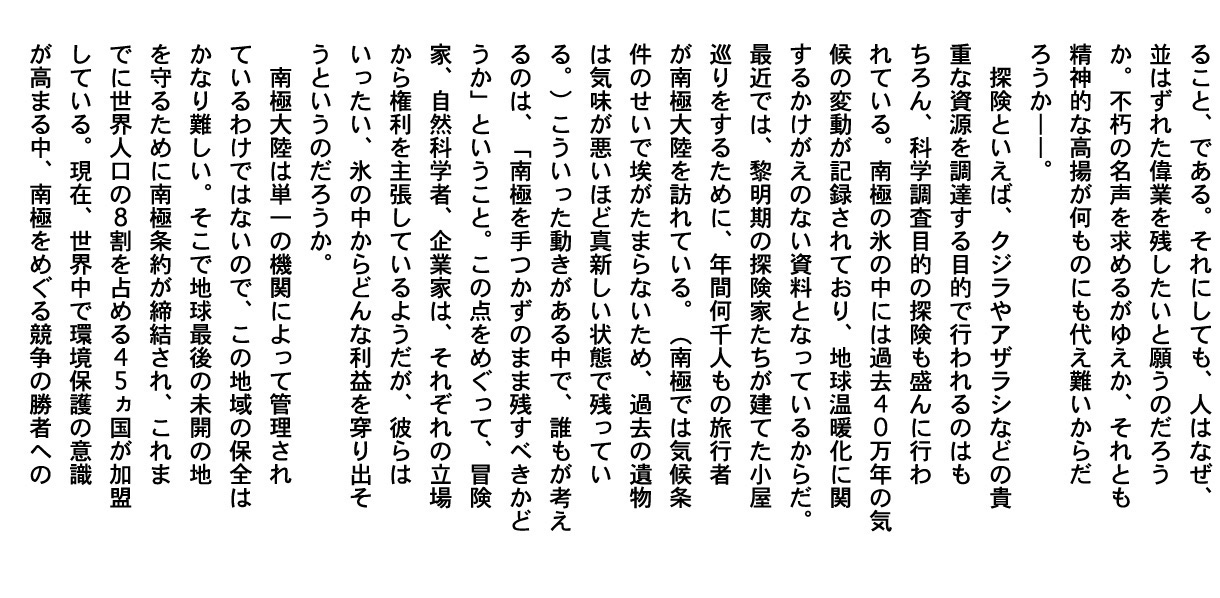 ること、である。それにしても、人はなぜ、
並はずれた偉業を残したいと願うのだろう
か。不朽の名声を求めるがゆえか、それとも
精神的な高揚が何ものにも代え難いからだ
ろうか――。
　探険といえば、クジラやアザラシなどの貴
重な資源を調達する目的で行われるのはも
ちろん、科学調査目的の探険も盛んに行わ
れている。南極の氷の中には過去４０万年の気
候の変動が記録されており、地球温暖化に関
するかけがえのない資料となっているからだ。
最近では、黎明期の探険家たちが建てた小屋
巡りをするために、年間何千人もの旅行者
が南極大陸を訪れている。（南極では気候条
件のせいで埃がたまらないため、過去の遺物
は気味が悪いほど真新しい状態で残ってい
る。）こういった動きがある中で、誰もが考え
るのは、「南極を手つかずのまま残すべきかど
うか」ということ。この点をめぐって、冒険
家、自然科学者、企業家は、それぞれの立場
から権利を主張しているようだが、彼らは
いったい、氷の中からどんな利益を穿り出そ
うというのだろうか。
　南極大陸は単一の機関によって管理され
ているわけではないので、この地域の保全は
かなり難しい。そこで地球最後の未開の地
を守るために南極条約が締結され、これま
でに世界人口の８割を占める４５ヵ国が加盟
している。現在、世界中で環境保護の意識
が高まる中、南極をめぐる競争の勝者への